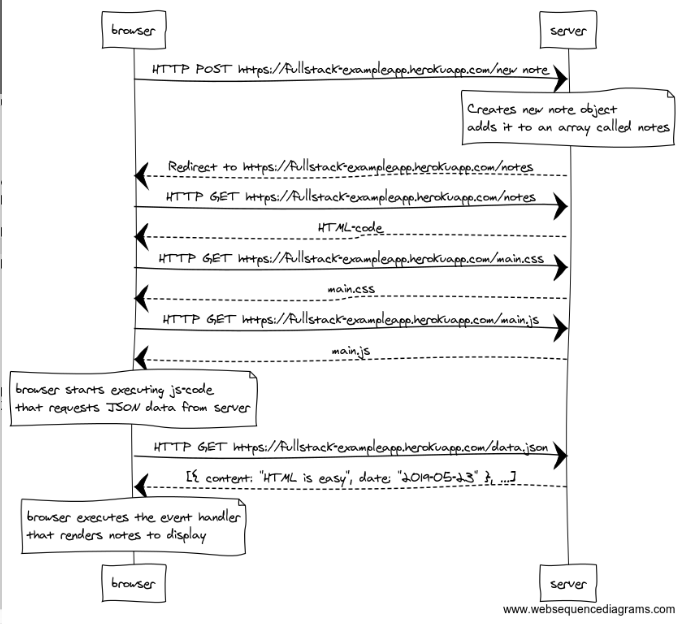 browser
server
HTTP POST https://fullstack-exampleapp.herokuapp.com/new note
Creates new note object
adds it to an array called notes
Redirect to https://fullstack-exampleapp.herokuapp.com/notes
HTTP GET https://fullstack-exampleapp.herokuapp.com/notes
HTML-code
HTTP GET https://fullstack-exampleapp.herokuapp.com/main.css
main.css
HTTP GET https://fullstack-exampleapp.herokuapp.com/main.js
main.js
browser starts executing js-code
that requests JSON data from server
HTTP GET https://fullstack-exampleapp.herokuapp.com/data.json
[{ content: "HTML is easy", date: "2019-05-23" }, ...]
browser executes the event handler
that renders notes to display
browser
server
www.websequencediagrams.com